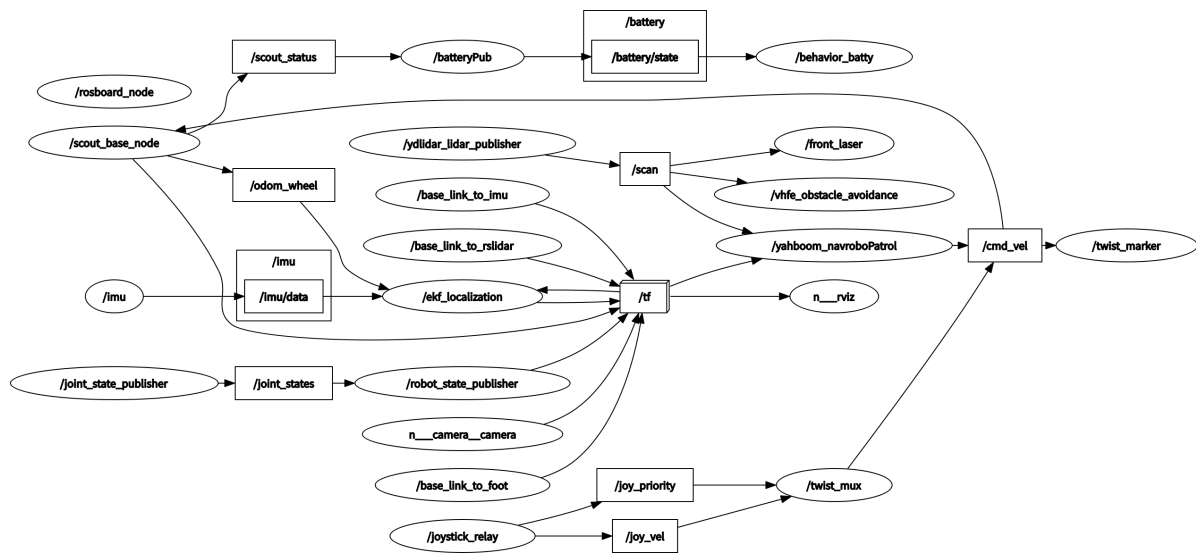 /battery
/scout_status
/batteryPub
/battery/state
/behavior_batty
/rosboard_node
/scout_base_node
/ydlidar_lidar_publisher
/front_laser
/scan
/odom_wheel
/base_link_to_imu
/vhfe_obstacle_avoidance
/base_link_to_rslidar
/yahboom_navroboPatrol
/cmd_vel
/twist_marker
/imu
/imu
/imu/data
/ekf_localization
/tf
n___rviz
/joint_state_publisher
/joint_states
/robot_state_publisher
n___camera__camera
/base_link_to_foot
/joy_priority
/twist_mux
/joystick_relay
/joy_vel